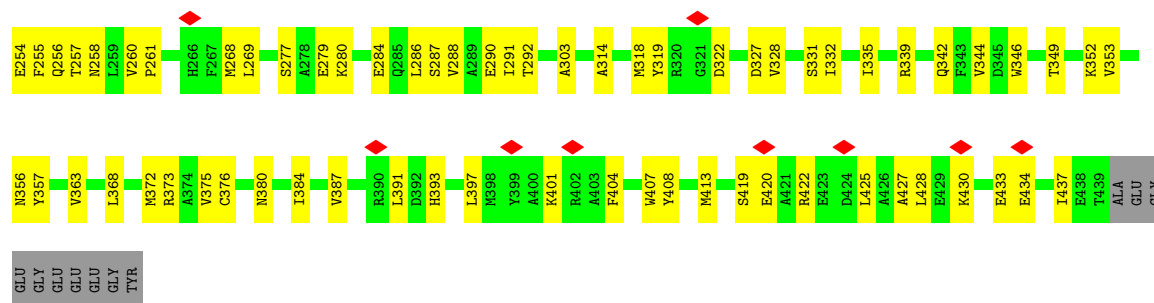 E254 F255 Q256 T257 N258 L259 V260 P261 H266 F267 M268 L269 S277 A278 E279 K280 E284 Q285 L286 S287 V288 A289 E290 I291 T292 A303 A314 M318 Y319 R320 G321 D322 D327 V328 S331 I332 I335 R339 Q342 F343 V344 D345 W346 T349 K352 V353
N356 Y357 V363 L368 M372 R373 A374 V375 C376 N380 I384 V387 R390 L391 D392 H393 L397 M398 Y399 A400 K401 R402 A403 F404 W407 Y408 M413 S419 E420 A421 R422 E423 D424 L425 A426 A427 L428 E429 K430 E433 E434 I437 E438 T439 ALA GLU GLY
GLU GLY GLU GLU GLU GLY TYR